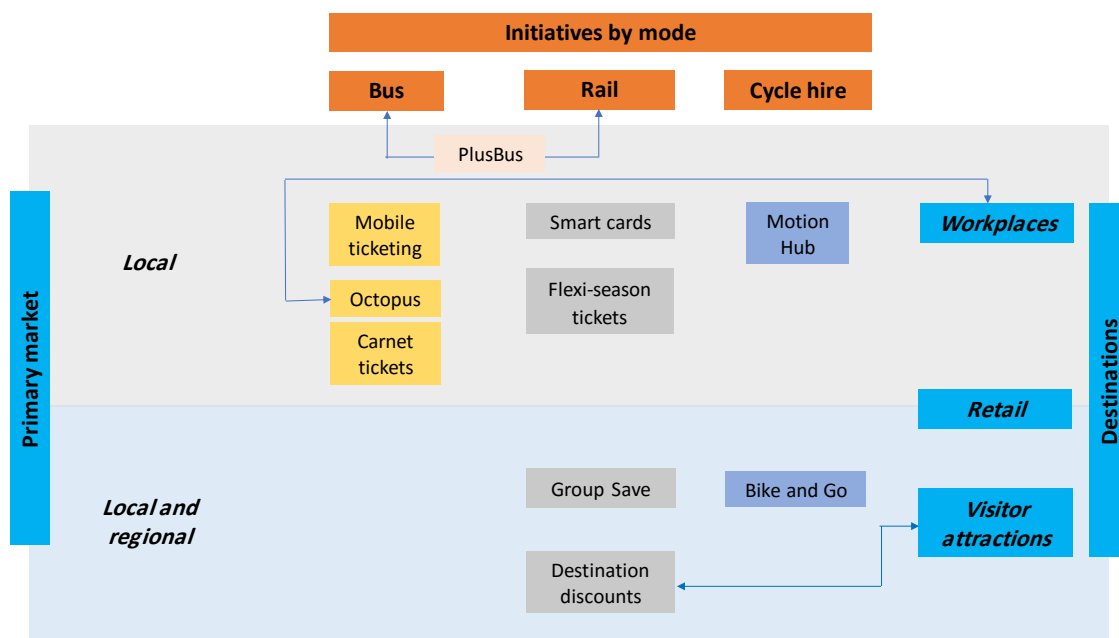 Initiatives by mode
Bus
Rail
Cycle hire
PlusBus
Primary market
Local
Mobile
ticketing
Smart cards
Motion
Hub
Workplaces
Destinations
Octopus
Flexi-season
tickets
Carnet
tickets
Retail
Local and
regional
Group Save
Bike and Go
Visitor
attractions
Destination
discounts